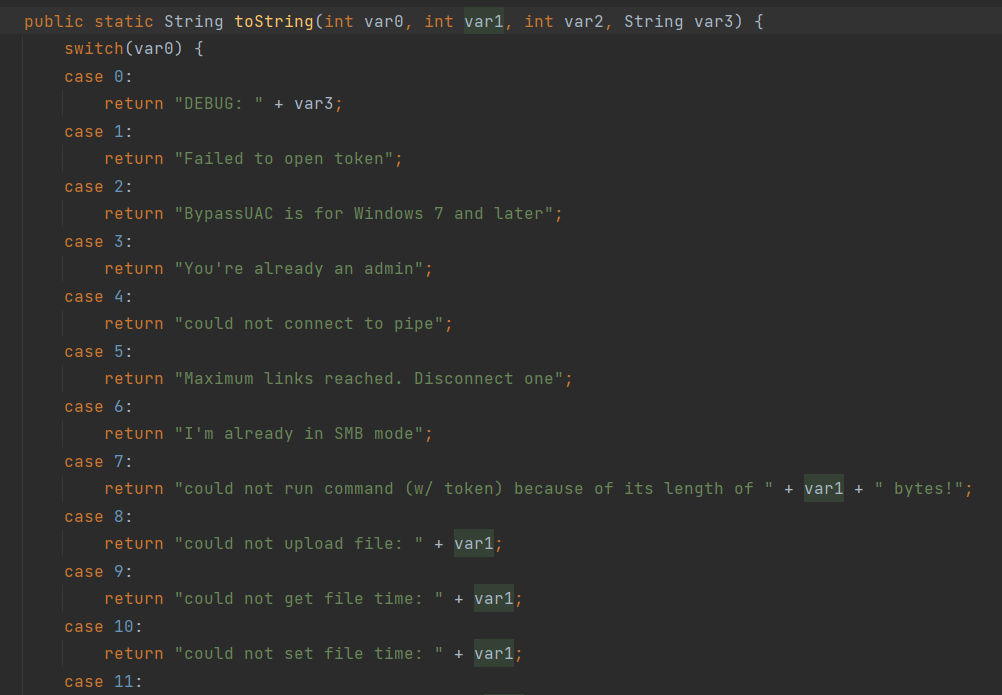 public static String toString(int var0, int var1, int var2, String var3) {
switch(var0) {
case 0:
return "DEBUG: " + var3;
case 1:
return "Failed to open token";
case 2:
return "BypassUAC is for Windows 7 and later";
case 3:
return "You're already an admin";
case 4:
return "could not connect to pipe";
case 5:
return "Maximum links reached. Disconnect one";
case 6:
return "I'm already in SMB mode";
case 7:
return "could not run command (w/ token) because of its length of " + var1 + " bytes!";
case 8:
return "could not upload file: " + var1;
case 9:
return "could not get file time: " + var1;
case 10:
return "could not set file time: " + var1;
case 11: